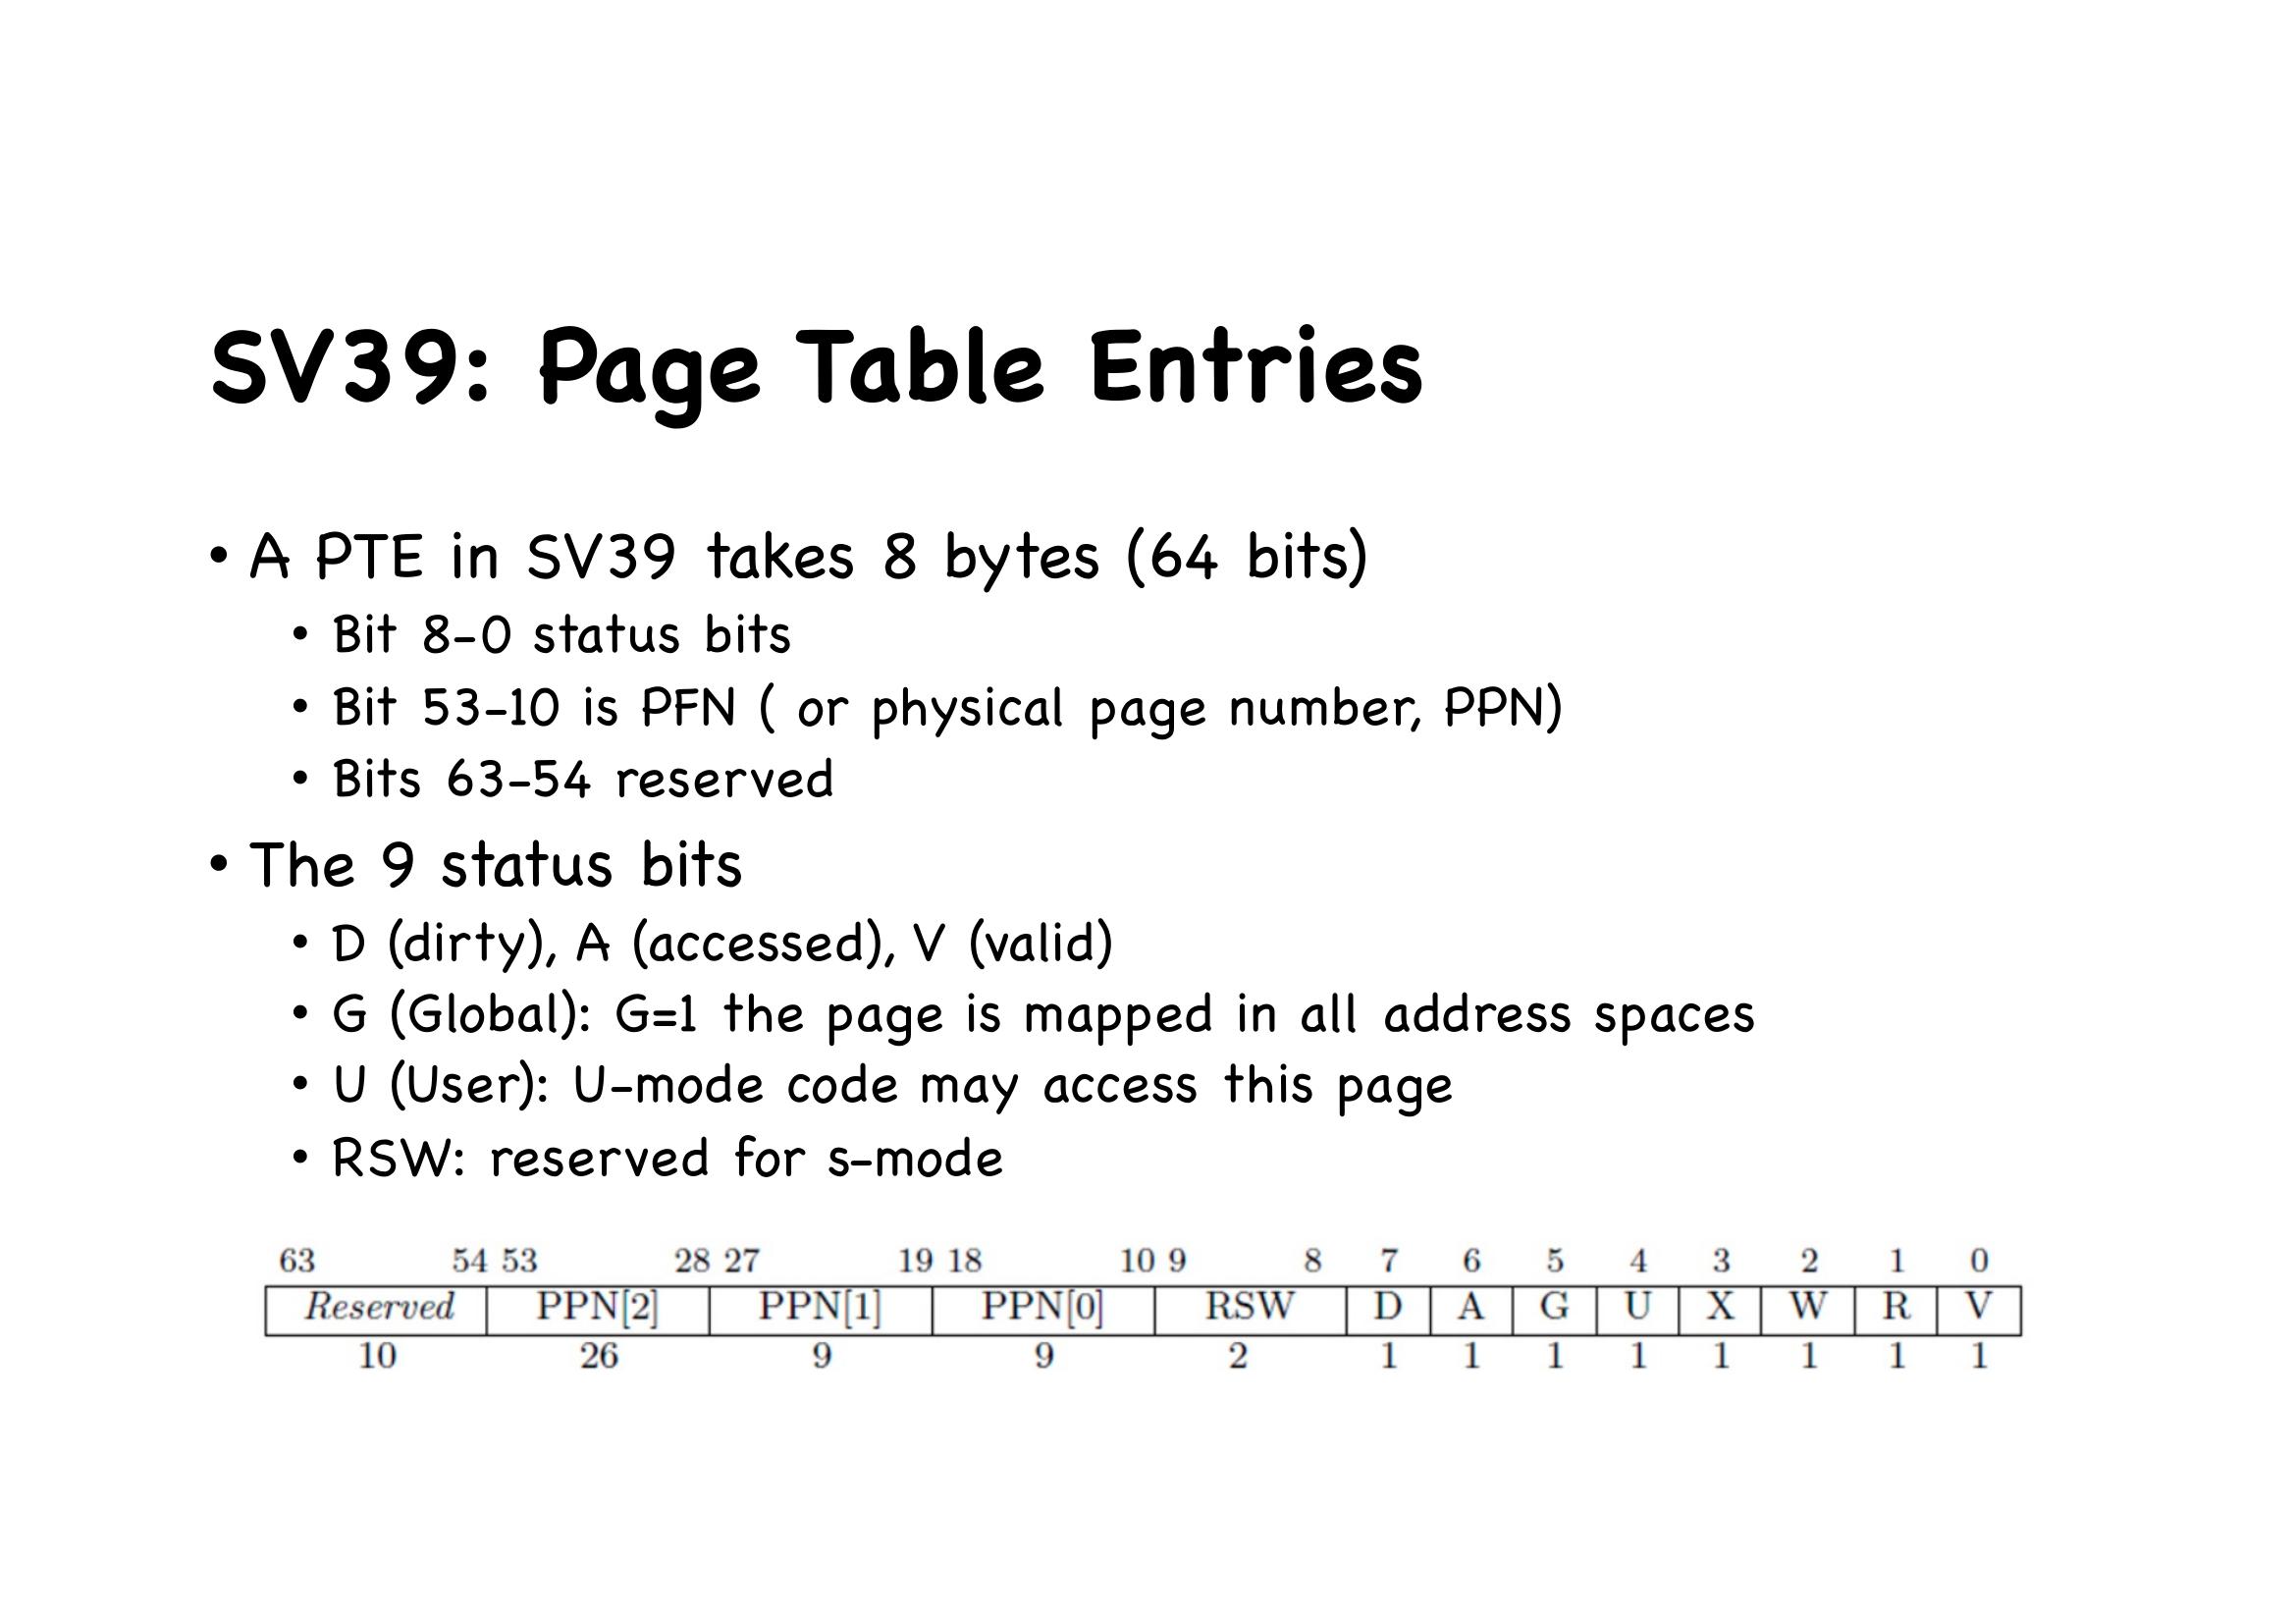 SV39: Page Table Entries
• A PTE in SV39 takes 8 bytes (64 bits)
• Bit 8-0 status bits
• Bit 53-10 is PFN ( or physical page number, PPN)
• Bits 63-54 reserved
• The 9 status bits
• D (dirty), A (accessed), V (valid)
• G (Global): G=1 the page is mapped in all address spaces
• U (User): U-mode code may access this page
• RSW: reserved for s-mode
63 54 53 28 27 19 18 10 9 8 7 6 5 4 3 2 1 0
Reserved PPN[2] PPN[1] PPN[0] RSW D A G U X W R V
10 26 9 9 2 1 1 1 1 1 1 1 1